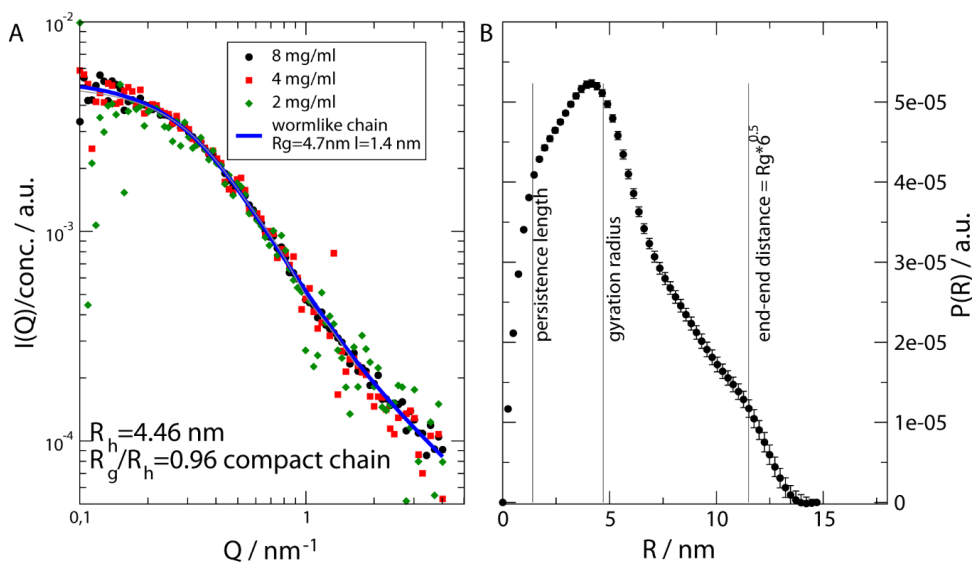 A
10⁻²
10⁻³
10⁻⁴
I(Q)/conc. / a.u.
8 mg/ml
4 mg/ml
2 mg/ml
wormlike chain
Rg=4.7nm l=1.4 nm
R_h=4.46 nm
R_g/R_h=0.96 compact chain
0,1
1
Q / nm⁻¹
B
persistence length
gyration radius
end-end distance = Rg*6^0.5
5e-05
4e-05
3e-05
2e-05
1e-05
0
P(R) / a.u.
0
5
10
15
R / nm